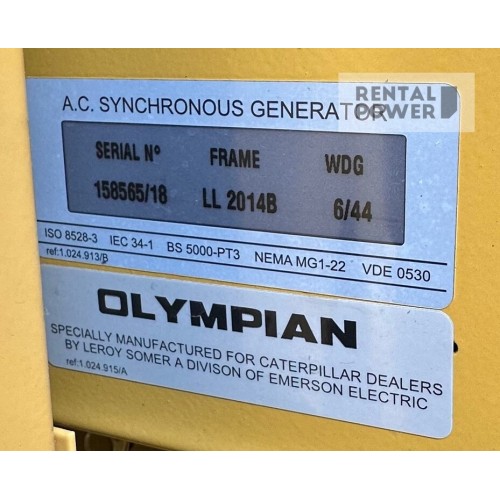 RENTAL
POWER
A.C. SYNCHRONOUS GENERATOR
SERIAL Nº FRAME WDG
158565/18 LL 2014B 6/44
ISO 8528-3 IEC 34-1 BS 5000-PT3 NEMA MG1-22 VDE 0530
ref:1.024.913/B
OLYMPIAN
SPECIALLY MANUFACTURED FOR CATERPILLAR DEALERS
BY LEROY SOMER A DIVISION OF EMERSON ELECTRIC
ref:1.024.915/A